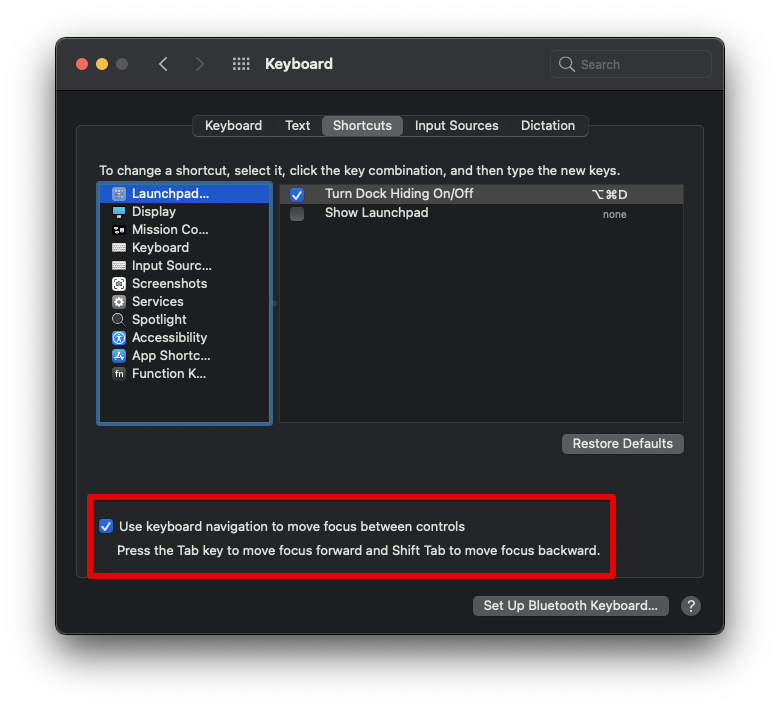 Keyboard
Search
Keyboard Text Shortcuts Input Sources Dictation
To change a shortcut, select it, click the key combination, and then type the new keys.
Launchpad...
Display
Mission Co...
Keyboard
Input Sourc...
Screenshots
Services
Spotlight
Accessibility
App Shortc...
fn Function K...
Turn Dock Hiding On/Off ⌥⌘D
Show Launchpad none
Restore Defaults
Use keyboard navigation to move focus between controls
Press the Tab key to move focus forward and Shift Tab to move focus backward.
Set Up Bluetooth Keyboard... ?